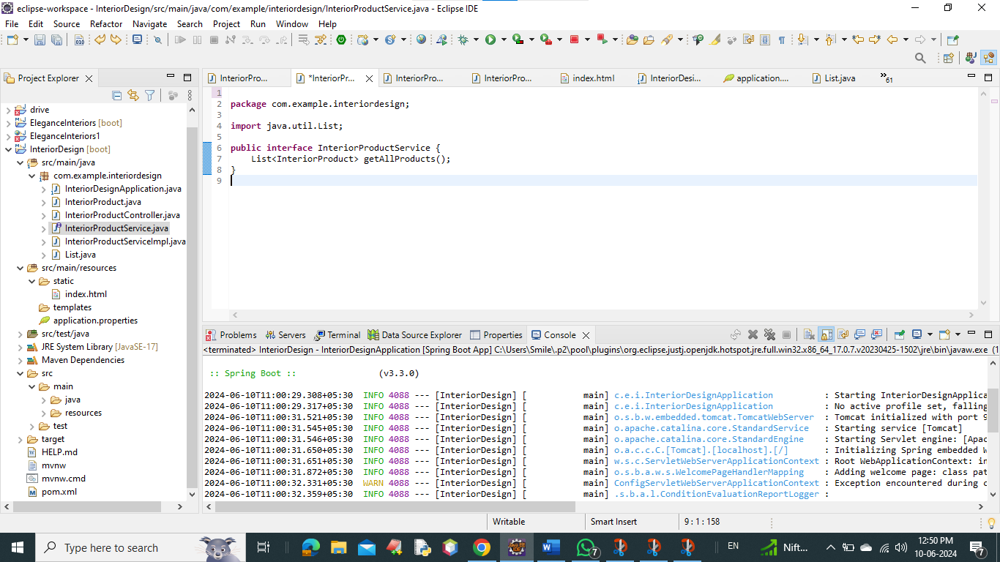 eclipse-workspace - InteriorDesign/src/main/java/com/example/interiordesign/InteriorProductService.java - Eclipse IDE
File Edit Source Refactor Navigate Search Project Run Window Help
Project Explorer
InteriorPro...
*InteriorPr...
InteriorPro...
InteriorPro...
index.html
InteriorDesi...
application....
List.java
»61
drive
EleganceInteriors [boot]
EleganceInteriors1
InteriorDesign [boot]
src/main/java
com.example.interiordesign
InteriorDesignApplication.java
InteriorProduct.java
InteriorProductController.java
InteriorProductService.java
InteriorProductServiceImpl.java
List.java
src/main/resources
static
index.html
templates
application.properties
src/test/java
JRE System Library [JavaSE-17]
Maven Dependencies
src
main
java
resources
test
target
HELP.md
mvnw
mvnw.cmd
pom.xml
1
2 package com.example.interiordesign;
3
4 import java.util.List;
5
6 public interface InteriorProductService {
7 List<InteriorProduct> getAllProducts();
8 }
9
Problems Servers Terminal Data Source Explorer Properties Console
<terminated> InteriorDesign - InteriorDesignApplication [Spring Boot App] C:\Users\Smile\.p2\pool\plugins\org.eclipse.justj.openjdk.hotspot.jre.full.win32.x86_64_17.0.7.v20230425-1502\jre\bin\javaw.exe (1
:: Spring Boot :: (v3.3.0)
2024-06-10T11:00:29.308+05:30 INFO 4088 --- [InteriorDesign] [ main] c.e.i.InteriorDesignApplication : Starting InteriorDesignApplica
2024-06-10T11:00:29.317+05:30 INFO 4088 --- [InteriorDesign] [ main] c.e.i.InteriorDesignApplication : No active profile set, falling
2024-06-10T11:00:31.521+05:30 INFO 4088 --- [InteriorDesign] [ main] o.s.b.w.embedded.tomcat.TomcatWebServer : Tomcat initialized with port 9
2024-06-10T11:00:31.545+05:30 INFO 4088 --- [InteriorDesign] [ main] o.apache.catalina.core.StandardService : Starting service [Tomcat]
2024-06-10T11:00:31.546+05:30 INFO 4088 --- [InteriorDesign] [ main] o.apache.catalina.core.StandardEngine : Starting Servlet engine: [Apac
2024-06-10T11:00:31.650+05:30 INFO 4088 --- [InteriorDesign] [ main] o.a.c.c.C.[Tomcat].[localhost].[/] : Initializing Spring embedded W
2024-06-10T11:00:31.651+05:30 INFO 4088 --- [InteriorDesign] [ main] w.s.c.ServletWebServerApplicationContext : Root WebApplicationContext: in
2024-06-10T11:00:31.872+05:30 INFO 4088 --- [InteriorDesign] [ main] o.s.b.a.w.s.WelcomePageHandlerMapping : Adding welcome page: class pat
2024-06-10T11:00:32.331+05:30 WARN 4088 --- [InteriorDesign] [ main] ConfigServletWebServerApplicationContext : Exception encountered during c
2024-06-10T11:00:32.359+05:30 INFO 4088 --- [InteriorDesign] [ main] .s.b.a.l.ConditionEvaluationReportLogger :
Writable
Smart Insert
9 : 1 : 158
Type here to search
7
EN
Nift...
12:50 PM
10-06-2024
7